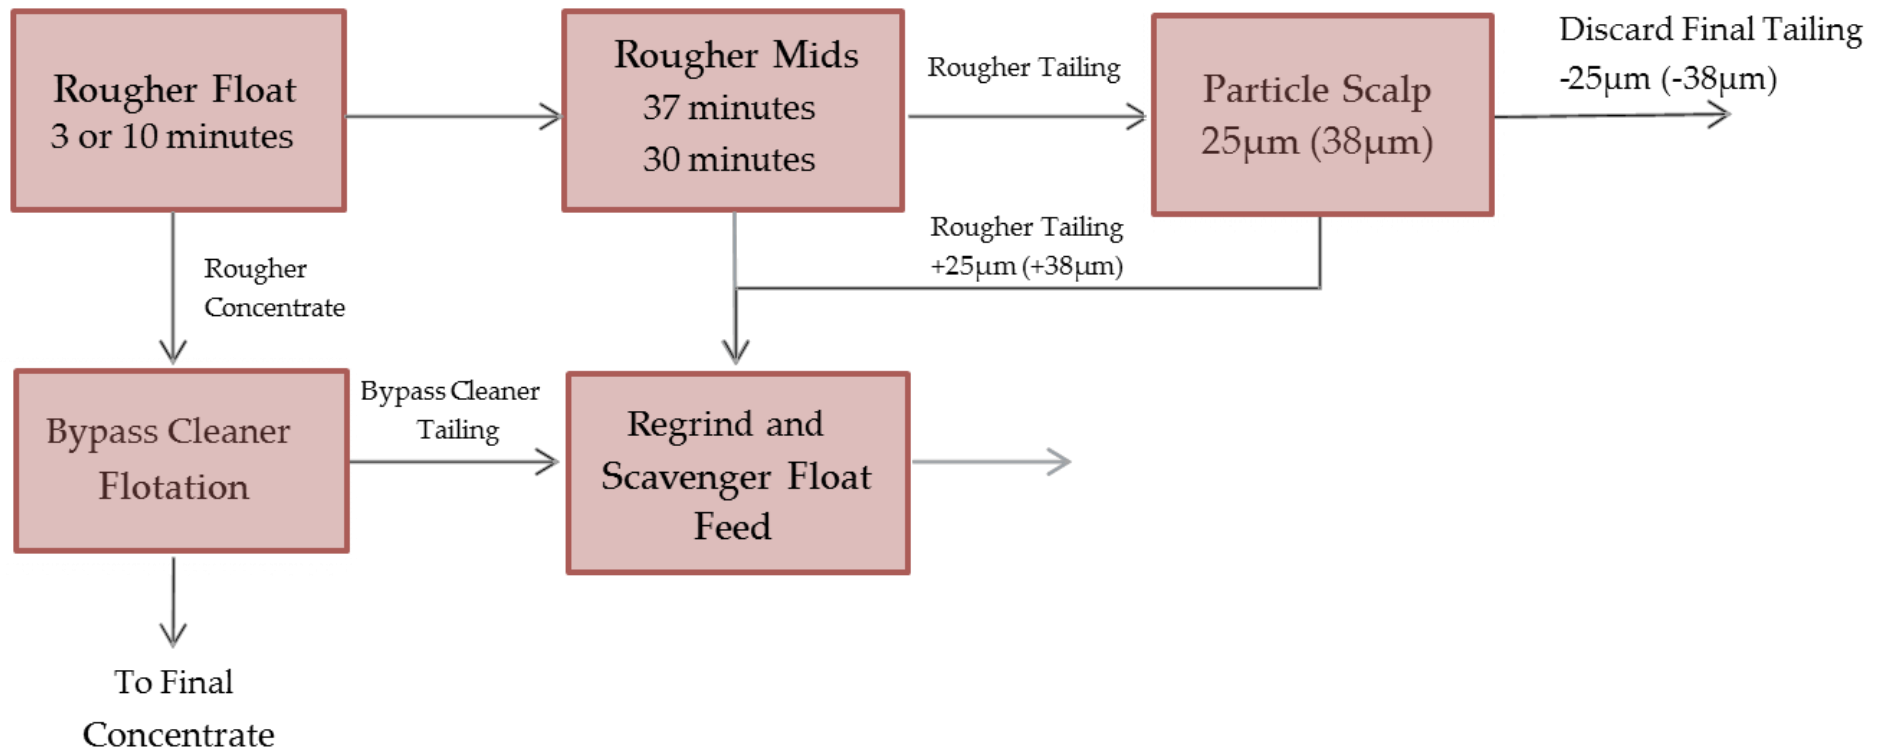 Rougher Float
3 or 10 minutes
Rougher Mids
37 minutes
30 minutes
Rougher Tailing
Particle Scalp
25µm (38µm)
Discard Final Tailing
-25µm (-38µm)
Rougher
Concentrate
Rougher Tailing
+25µm (+38µm)
Bypass Cleaner
Flotation
Bypass Cleaner
Tailing
Regrind and
Scavenger Float
Feed
To Final
Concentrate